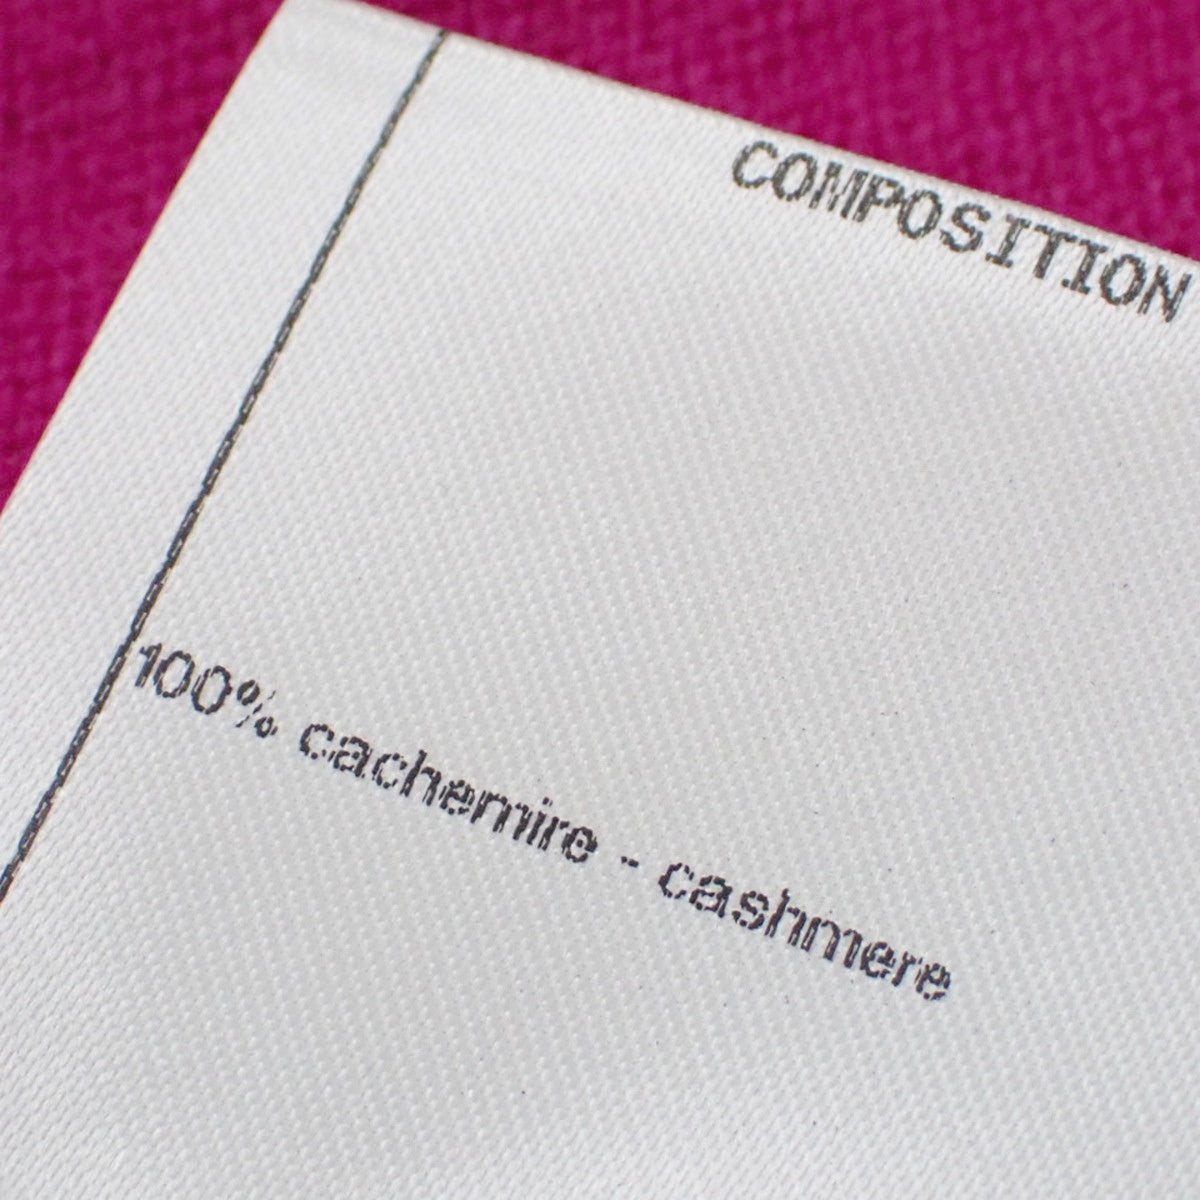 COMPOSITION
100% cachemire - cashmere